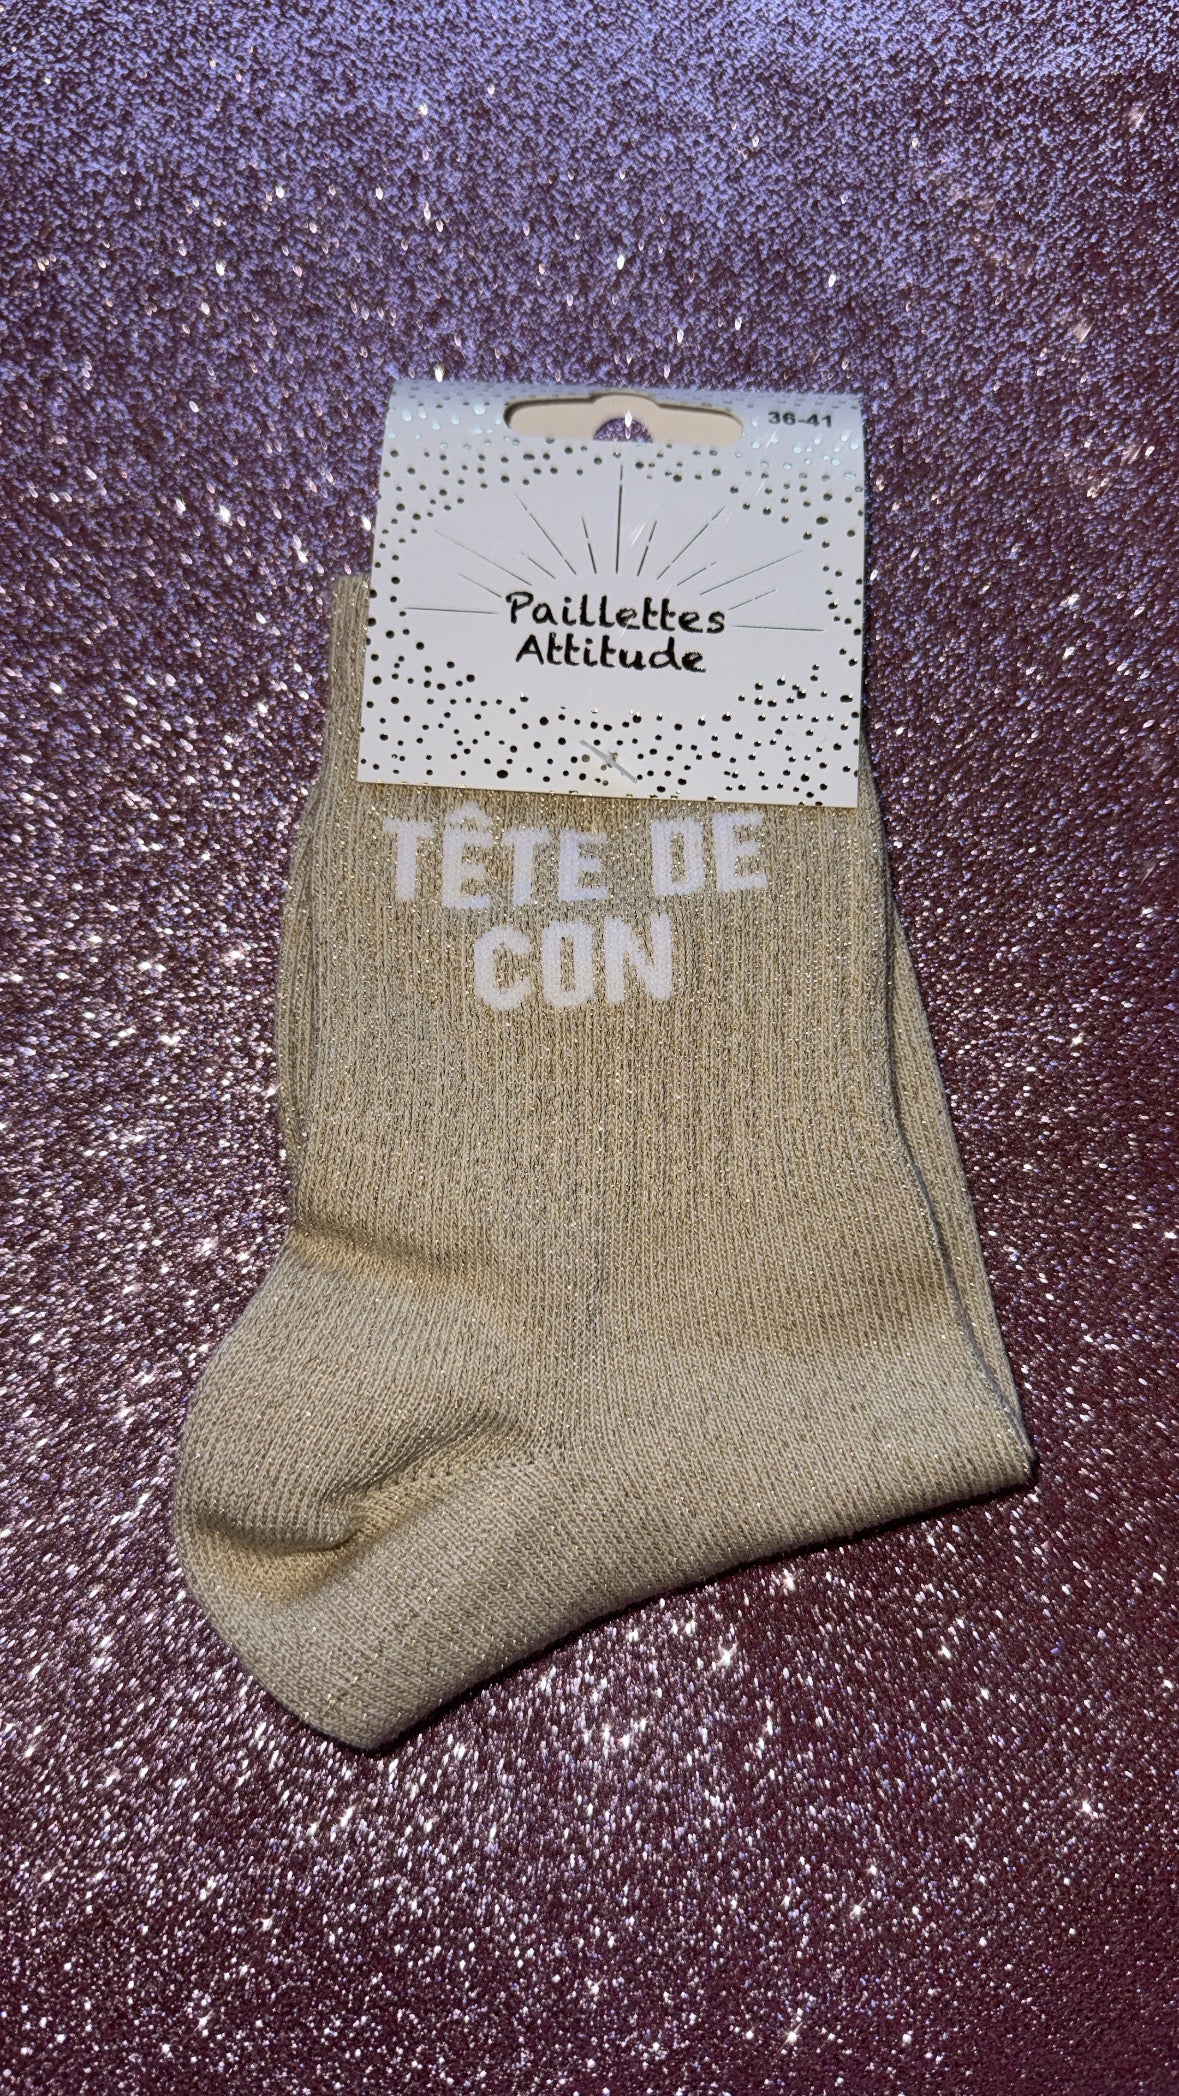 36-41
Paillettes
Attitude
TÊTE DE
CON